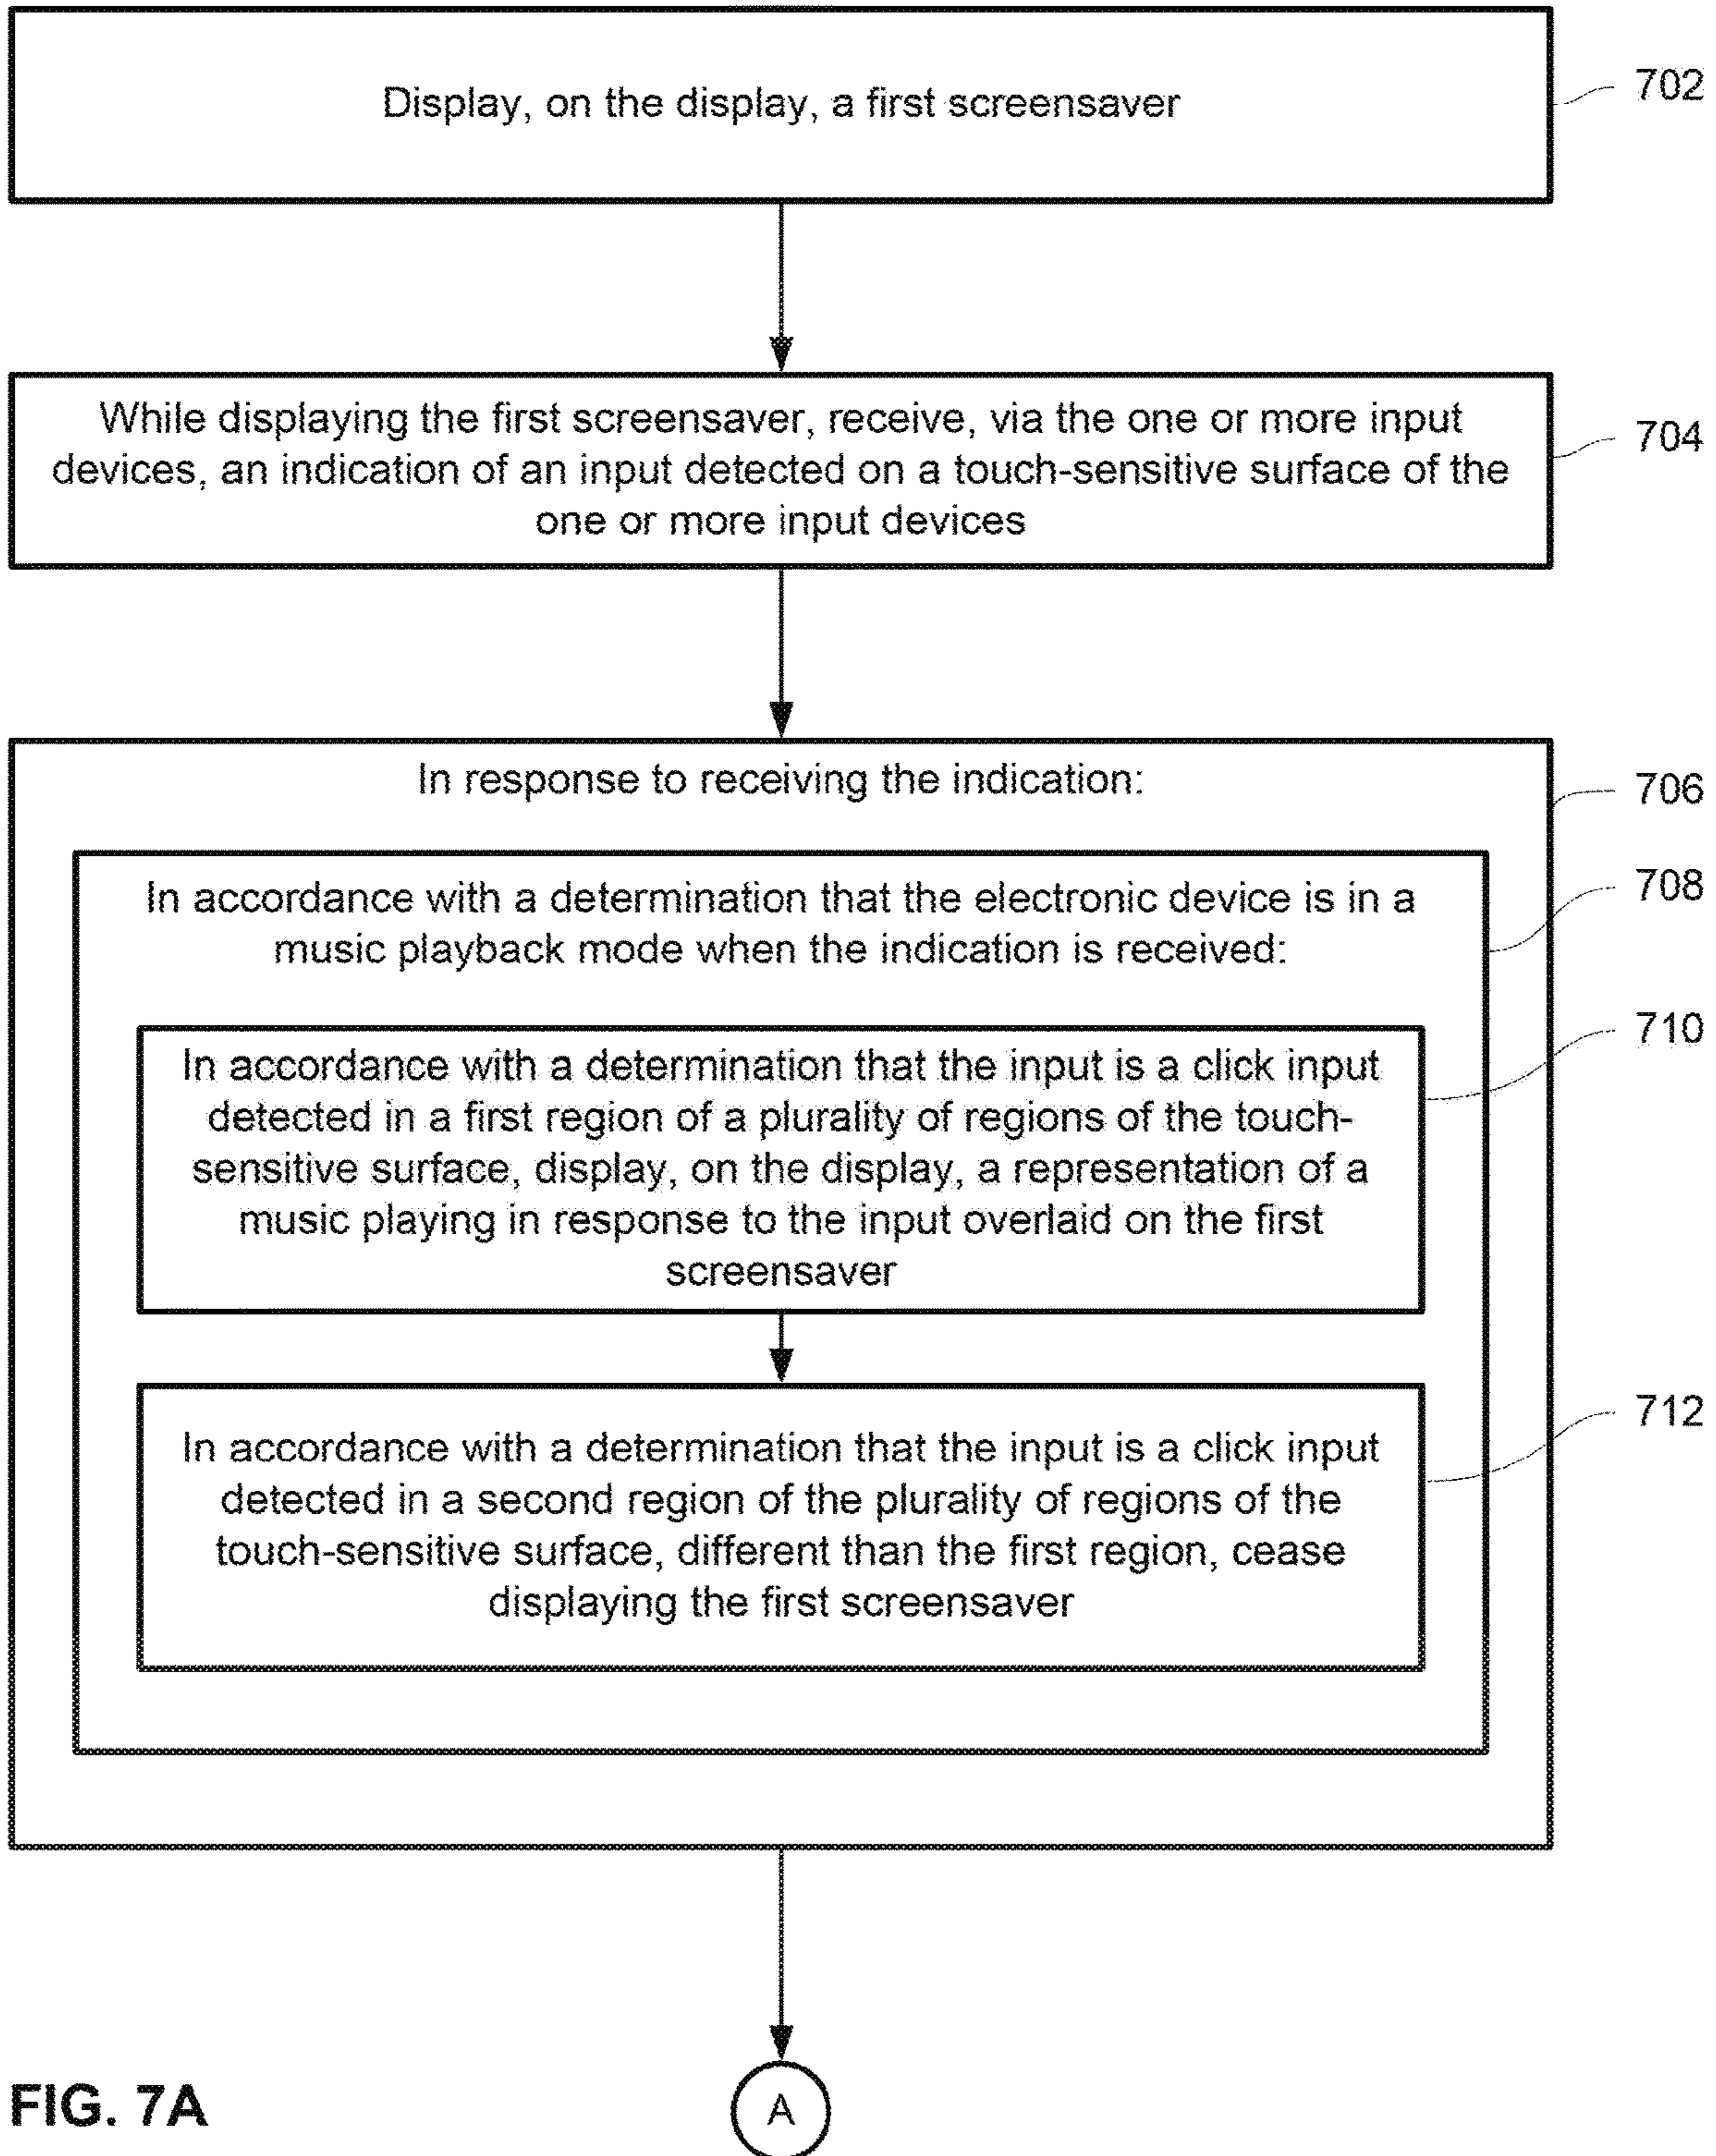 Display, on the display, a first screensaver
702
While displaying the first screensaver, receive, via the one or more input
devices, an indication of an input detected on a touch-sensitive surface of the
one or more input devices
704
In response to receiving the indication:
706
In accordance with a determination that the electronic device is in a
music playback mode when the indication is received:
708
In accordance with a determination that the input is a click input
detected in a first region of a plurality of regions of the touch-
sensitive surface, display, on the display, a representation of a
music playing in response to the input overlaid on the first
screensaver
710
In accordance with a determination that the input is a click input
detected in a second region of the plurality of regions of the
touch-sensitive surface, different than the first region, cease
displaying the first screensaver
712
FIG. 7A
A